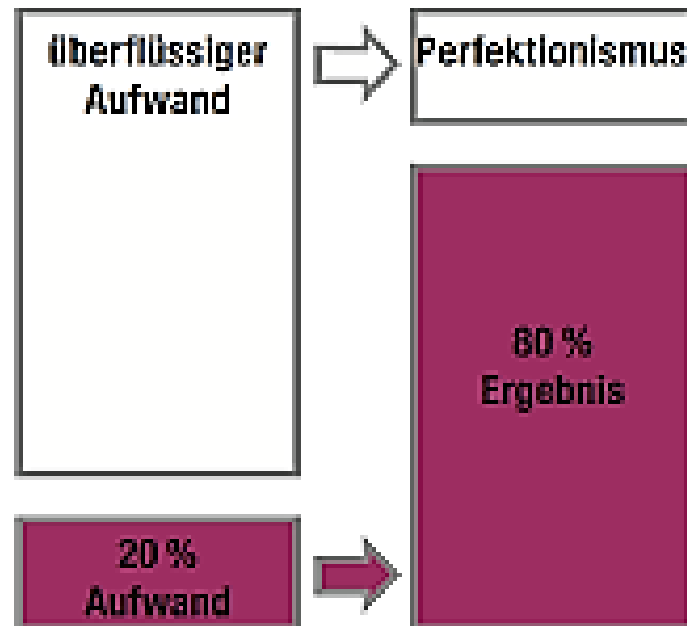 überflüssiger
Aufwand
Perfektionismus
80 %
Ergebnis
20 %
Aufwand